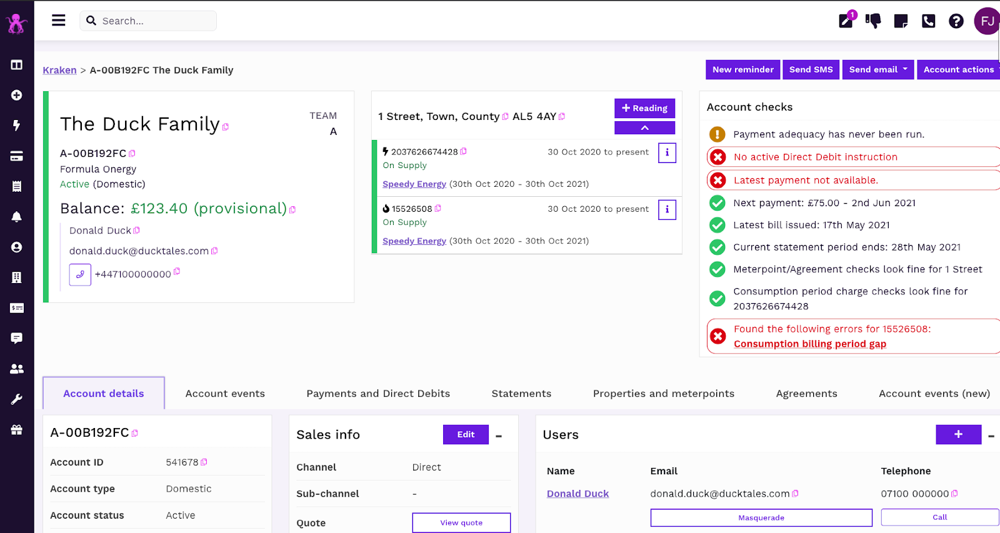 Search...
1
FJ
Kraken > A-00B192FC The Duck Family
New reminder
Send SMS
Send email
Account actions
The Duck Family
TEAM
A
A-00B192FC
Formula Onergy
Active (Domestic)
Balance: £123.40 (provisional)
Donald Duck
donald.duck@ducktales.com
+447100000000
1 Street, Town, County AL5 4AY
+ Reading
2037626674428 30 Oct 2020 to present i
On Supply
Speedy Energy (30th Oct 2020 - 30th Oct 2021)
15526508 30 Oct 2020 to present i
On Supply
Speedy Energy (30th Oct 2020 - 30th Oct 2021)
Account checks
Payment adequacy has never been run.
No active Direct Debit instruction
Latest payment not available.
Next payment: £75.00 - 2nd Jun 2021
Latest bill issued: 17th May 2021
Current statement period ends: 28th May 2021
Meterpoint/Agreement checks look fine for 1 Street
Consumption period charge checks look fine for
2037626674428
Found the following errors for 15526508:
Consumption billing period gap
Account details
Account events
Payments and Direct Debits
Statements
Properties and meterpoints
Agreements
Account events (new)
A-00B192FC
Account ID 541678
Account type Domestic
Account status Active
Sales info
Edit
Channel Direct
Sub-channel -
Quote View quote
Users
+
Name Email Telephone
Donald Duck donald.duck@ducktales.com 07100 000000
Masquerade
Call